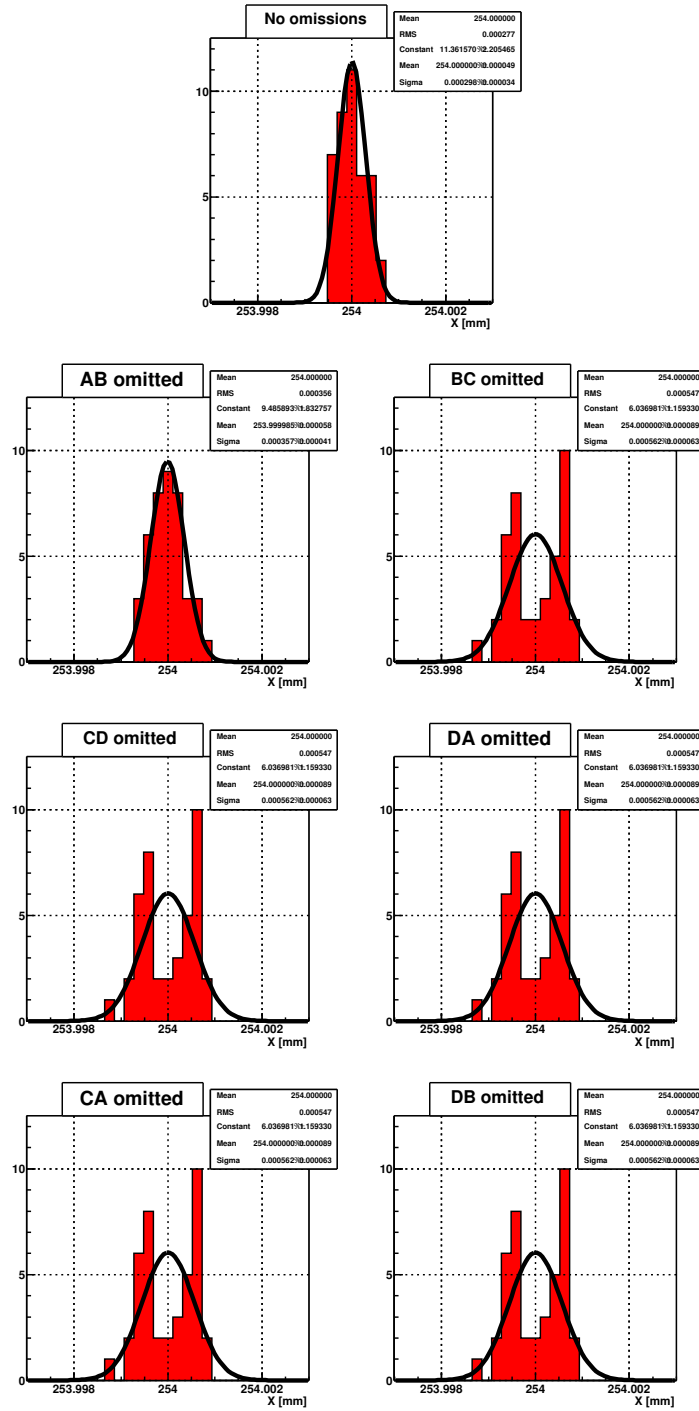 No omissions
Mean 254.000000
RMS 0.000277
Constant 11.361570 % 2.205465
Mean 254.000000 % 0.000049
Sigma 0.000298 % 0.000034
10
5
0
253.998 254 254.002
X [mm]
AB omitted
Mean 254.000000
RMS 0.000356
Constant 9.485893 % 1.832757
Mean 253.999985 % 0.000058
Sigma 0.000357 % 0.000041
10
5
0
253.998 254 254.002
X [mm]
BC omitted
Mean 254.000000
RMS 0.000547
Constant 6.036981 % 1.159330
Mean 254.000000 % 0.000089
Sigma 0.000562 % 0.000063
10
5
0
253.998 254 254.002
X [mm]
CD omitted
Mean 254.000000
RMS 0.000547
Constant 6.036981 % 1.159330
Mean 254.000000 % 0.000089
Sigma 0.000562 % 0.000063
10
5
0
253.998 254 254.002
X [mm]
DA omitted
Mean 254.000000
RMS 0.000547
Constant 6.036981 % 1.159330
Mean 254.000000 % 0.000089
Sigma 0.000562 % 0.000063
10
5
0
253.998 254 254.002
X [mm]
CA omitted
Mean 254.000000
RMS 0.000547
Constant 6.036981 % 1.159330
Mean 254.000000 % 0.000089
Sigma 0.000562 % 0.000063
10
5
0
253.998 254 254.002
X [mm]
DB omitted
Mean 254.000000
RMS 0.000547
Constant 6.036981 % 1.159330
Mean 254.000000 % 0.000089
Sigma 0.000562 % 0.000063
10
5
0
253.998 254 254.002
X [mm]